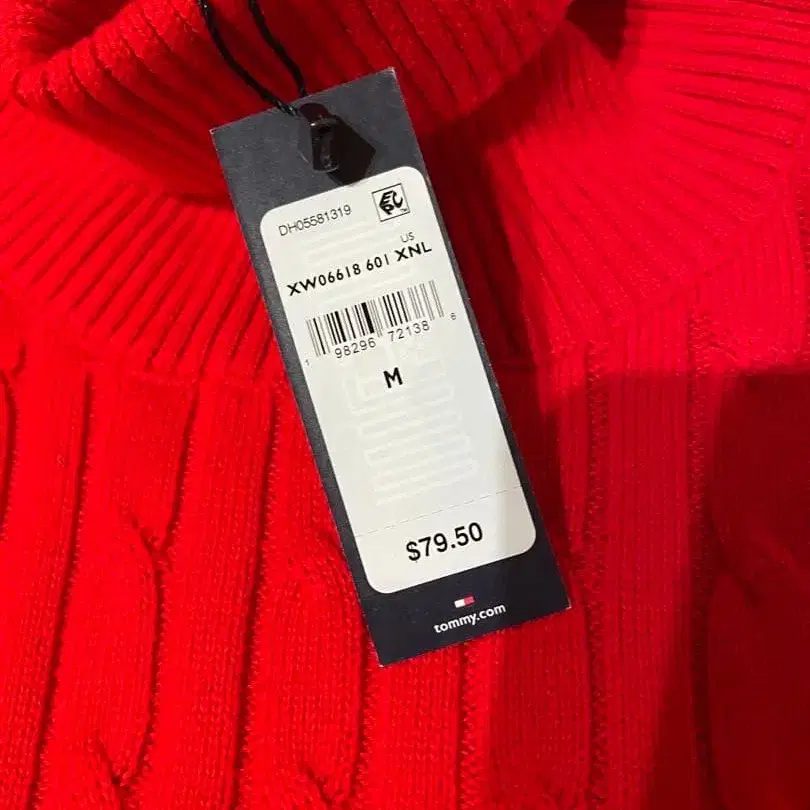 DH05581319
US
XW06618 601 XNL
1 98296 72138 6
M
$79.50
tommy.com